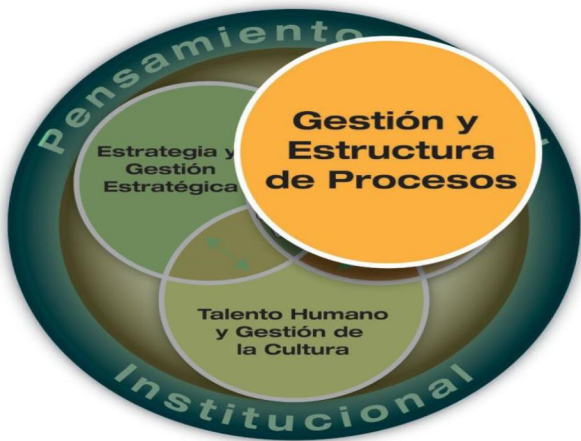 Pensamiento
Estrategia y
Gestión
Estratégica
Gestión y
Estructura
de Procesos
Talento Humano
y Gestión de
la Cultura
Institucional